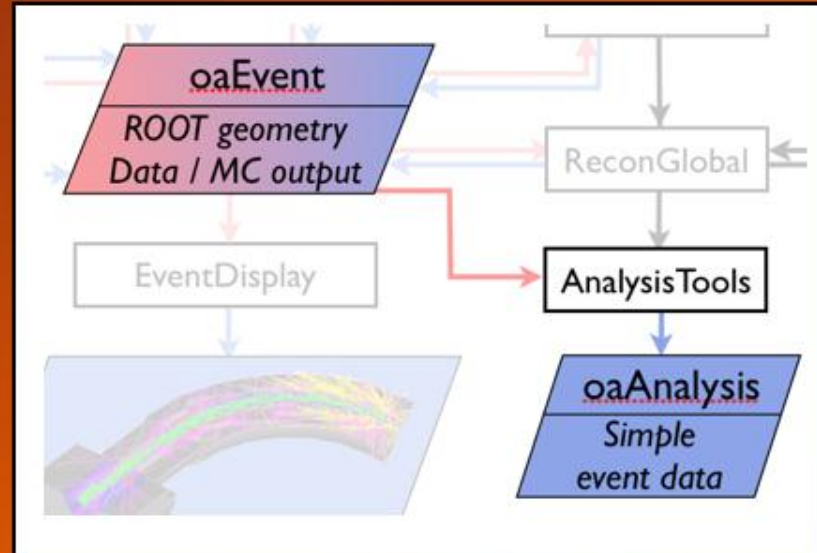 oaEvent
ROOT geometry
Data / MC output
ReconGlobal
EventDisplay
AnalysisTools
oaAnalysis
Simple
event data